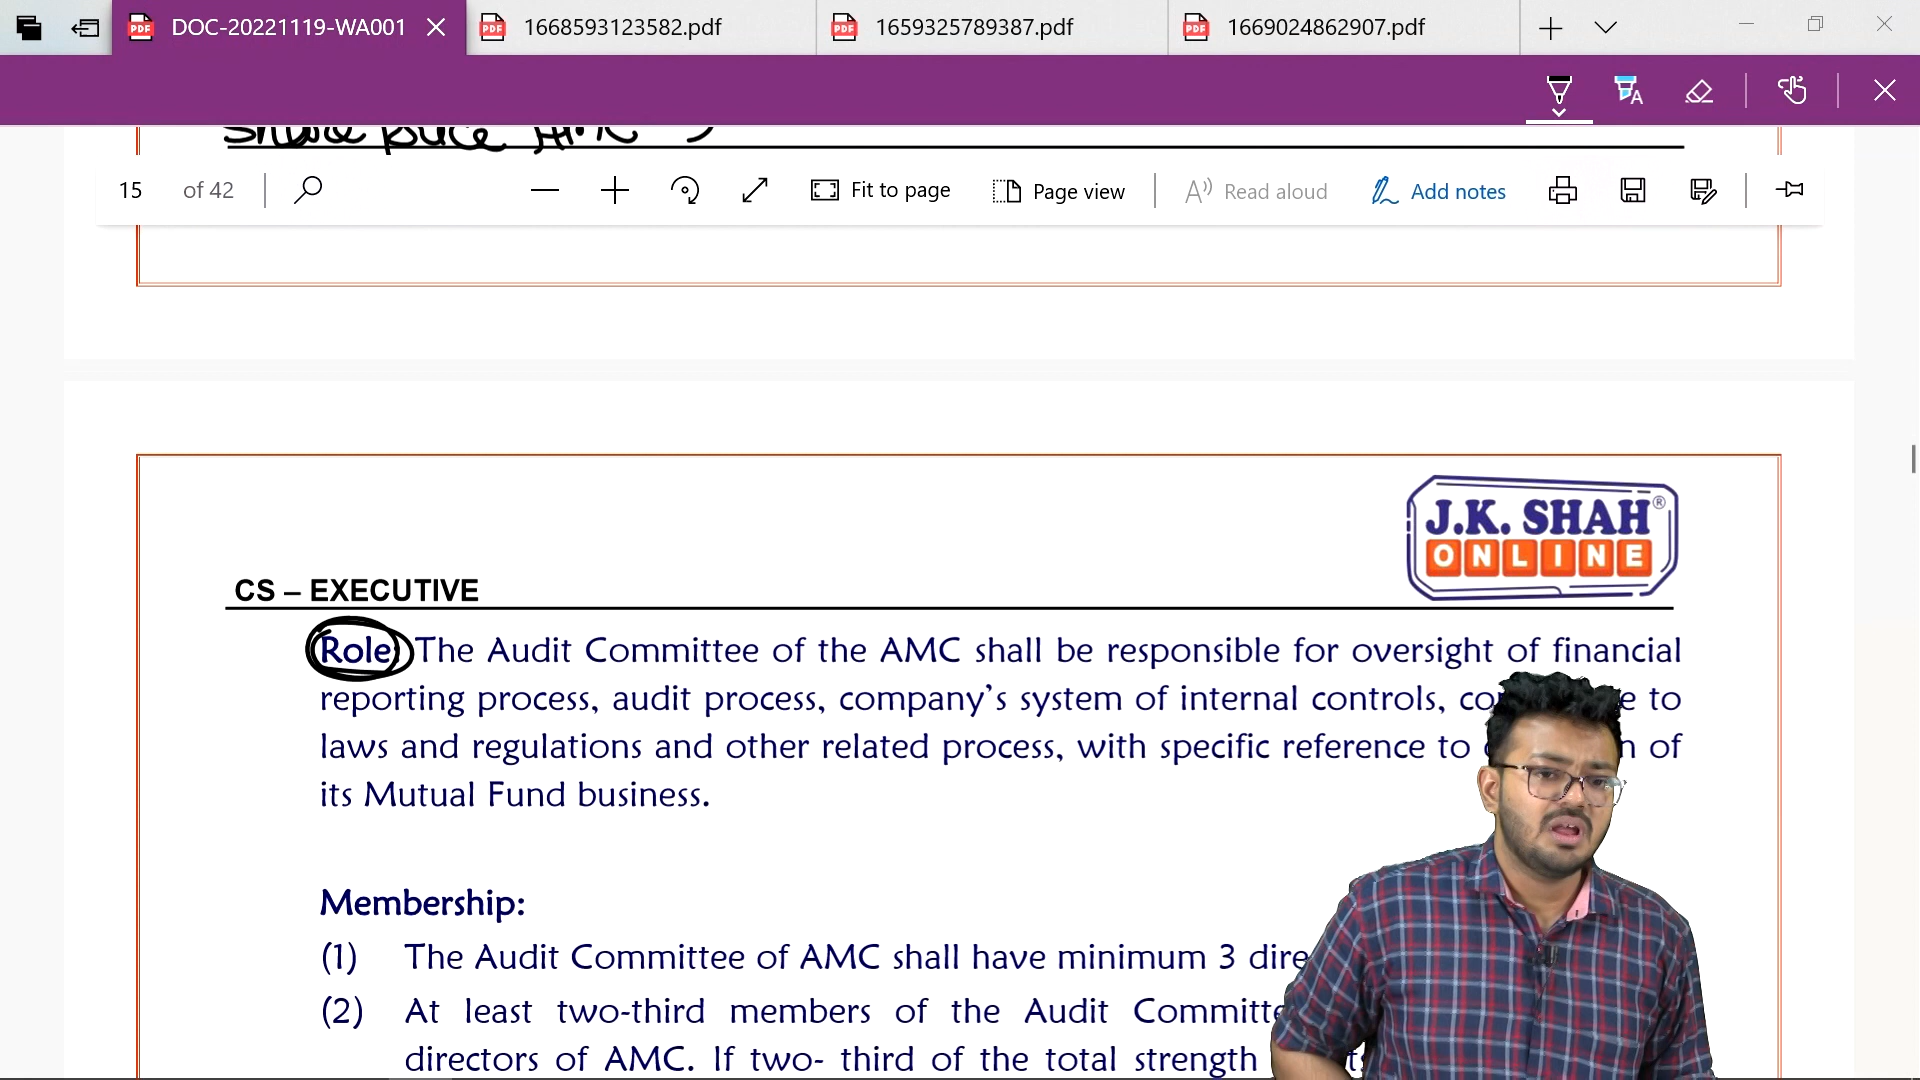 DOC-20221119-WA001
1668593123582.pdf
1659325789387.pdf
1669024862907.pdf
15 of 42
Fit to page
Page view
Read aloud
Add notes
J.K. SHAH®
ONLINE
CS – EXECUTIVE
Role: The Audit Committee of the AMC shall be responsible for oversight of financial
reporting process, audit process, company's system of internal controls, to
laws and regulations and other related process, with specific reference to of
its Mutual Fund business.
Membership:
(1) The Audit Committee of AMC shall have minimum 3
(2) At least two-third members of the Audit
directors of AMC. If two- third of the total strength